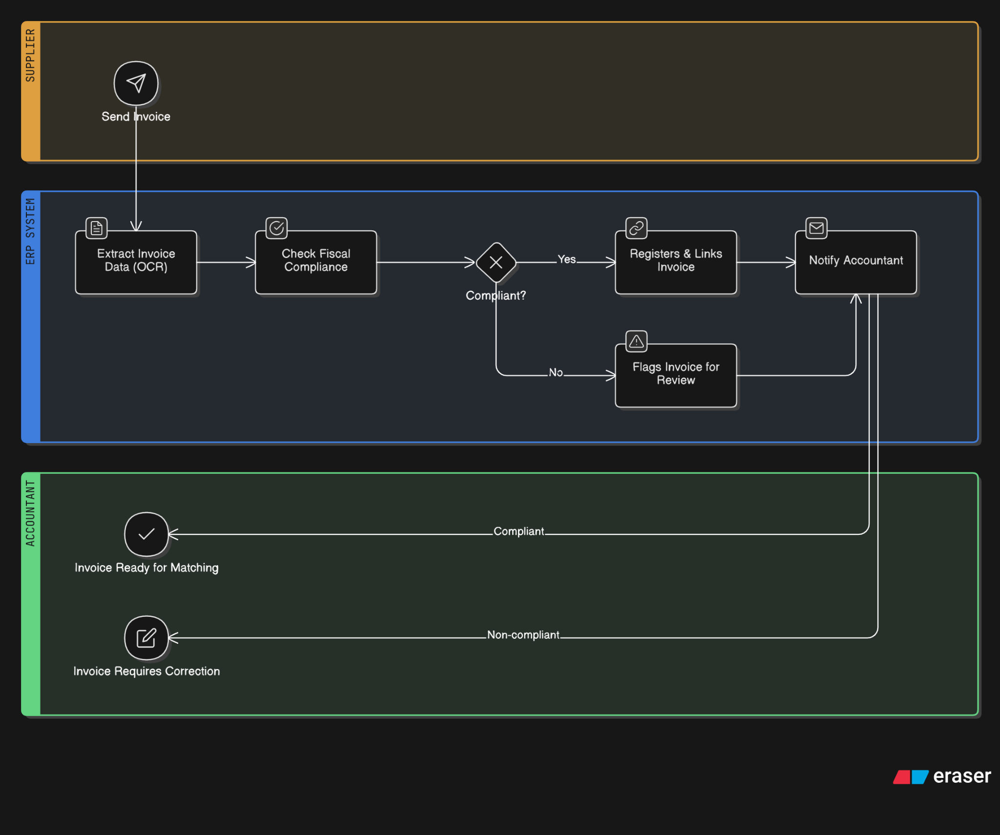 SUPPLIER
Send Invoice
ERP SYSTEM
Extract Invoice
Data (OCR)
Check Fiscal
Compliance
Compliant?
Yes
Registers & Links
Invoice
Notify Accountant
No
Flags Invoice for
Review
ACCOUNTANT
Compliant
Invoice Ready for Matching
Non-compliant
Invoice Requires Correction
eraser